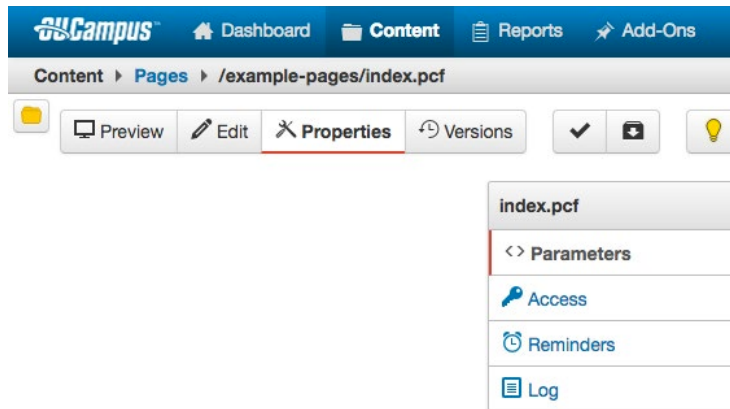 OUCampus™ Dashboard Content Reports Add-Ons
Content Pages /example-pages/index.pcf
Preview Edit Properties Versions
index.pcf
<> Parameters
Access
Reminders
Log